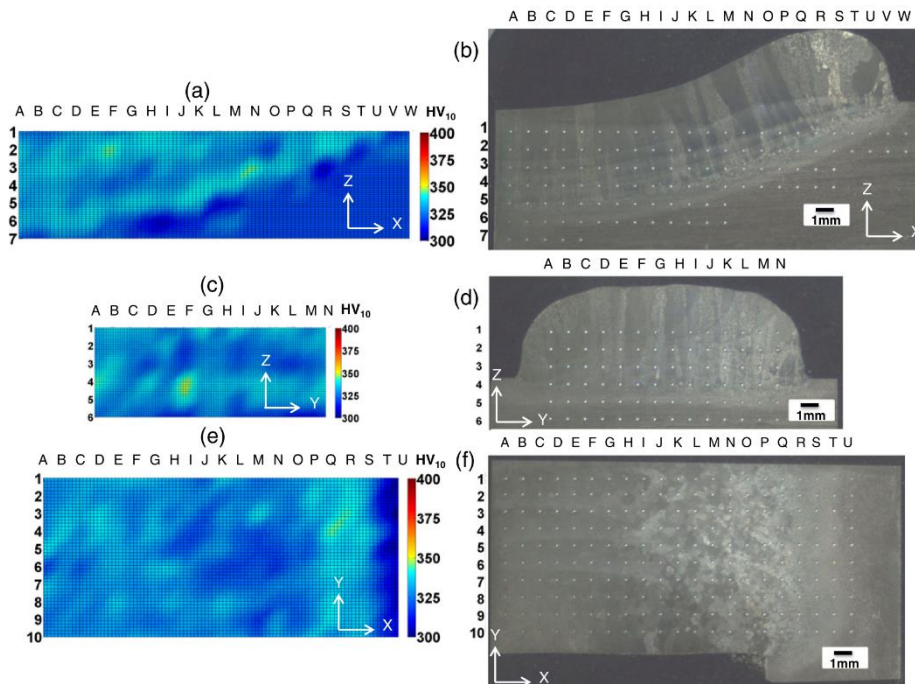 A B C D E F G H I J K L M N O P Q R S T U V W
(b)
1
2
3
4
5
6
7
1mm
Z
X
(a)
A B C D E F G H I J K L M N O P Q R S T U V W HV10
1
2
3
4
5
6
7
Z
X
400
375
350
325
300
(c)
A B C D E F G H I J K L M N HV10
1
2
3
4
5
6
Z
Y
400
375
350
325
300
A B C D E F G H I J K L M N
(d)
1
2
3
4
5
6
Z
Y
1mm
(e)
A B C D E F G H I J K L M N O P Q R S T U HV10
1
2
3
4
5
6
7
8
9
10
Y
X
400
375
350
325
300
A B C D E F G H I J K L M N O P Q R S T U
(f)
1
2
3
4
5
6
7
8
9
10
Y
X
1mm